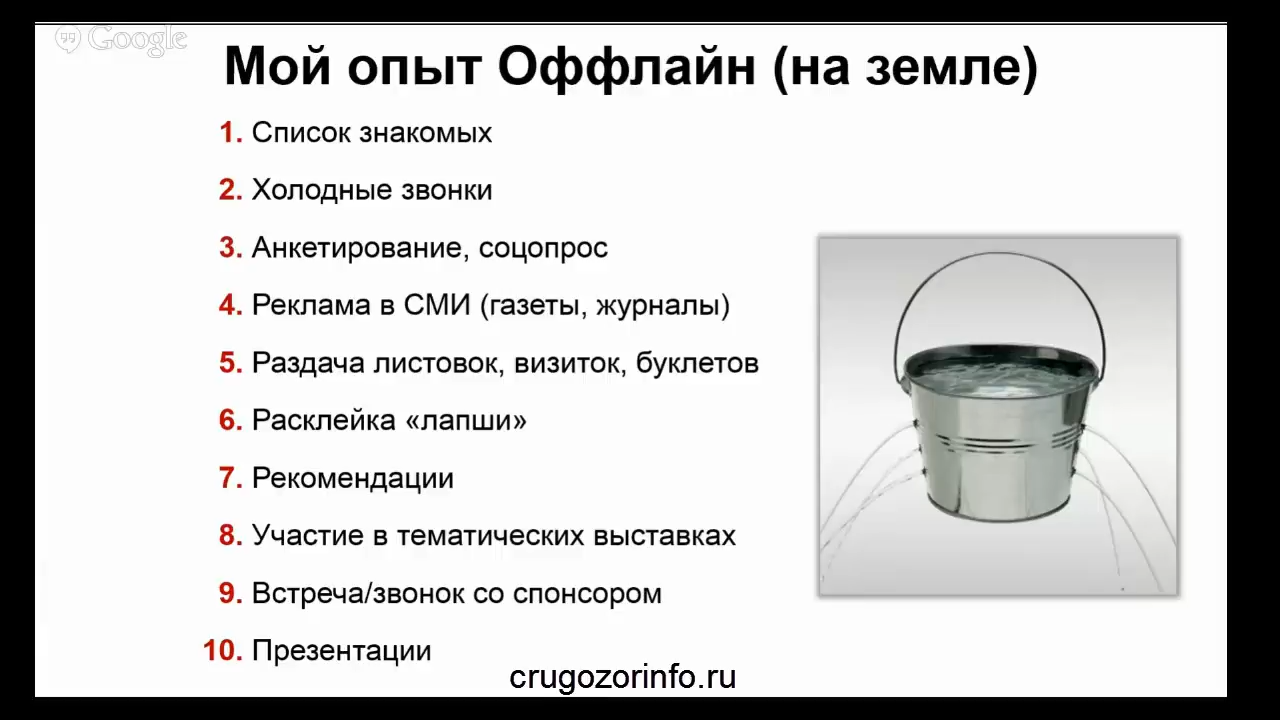 Google
Мой опыт Оффлайн (на земле)
1. Список знакомых
2. Холодные звонки
3. Анкетирование, соцопрос
4. Реклама в СМИ (газеты, журналы)
5. Раздача листовок, визиток, буклетов
6. Расклейка «лапши»
7. Рекомендации
8. Участие в тематических выставках
9. Встреча/звонок со спонсором
10. Презентации
crugozorinfo.ru